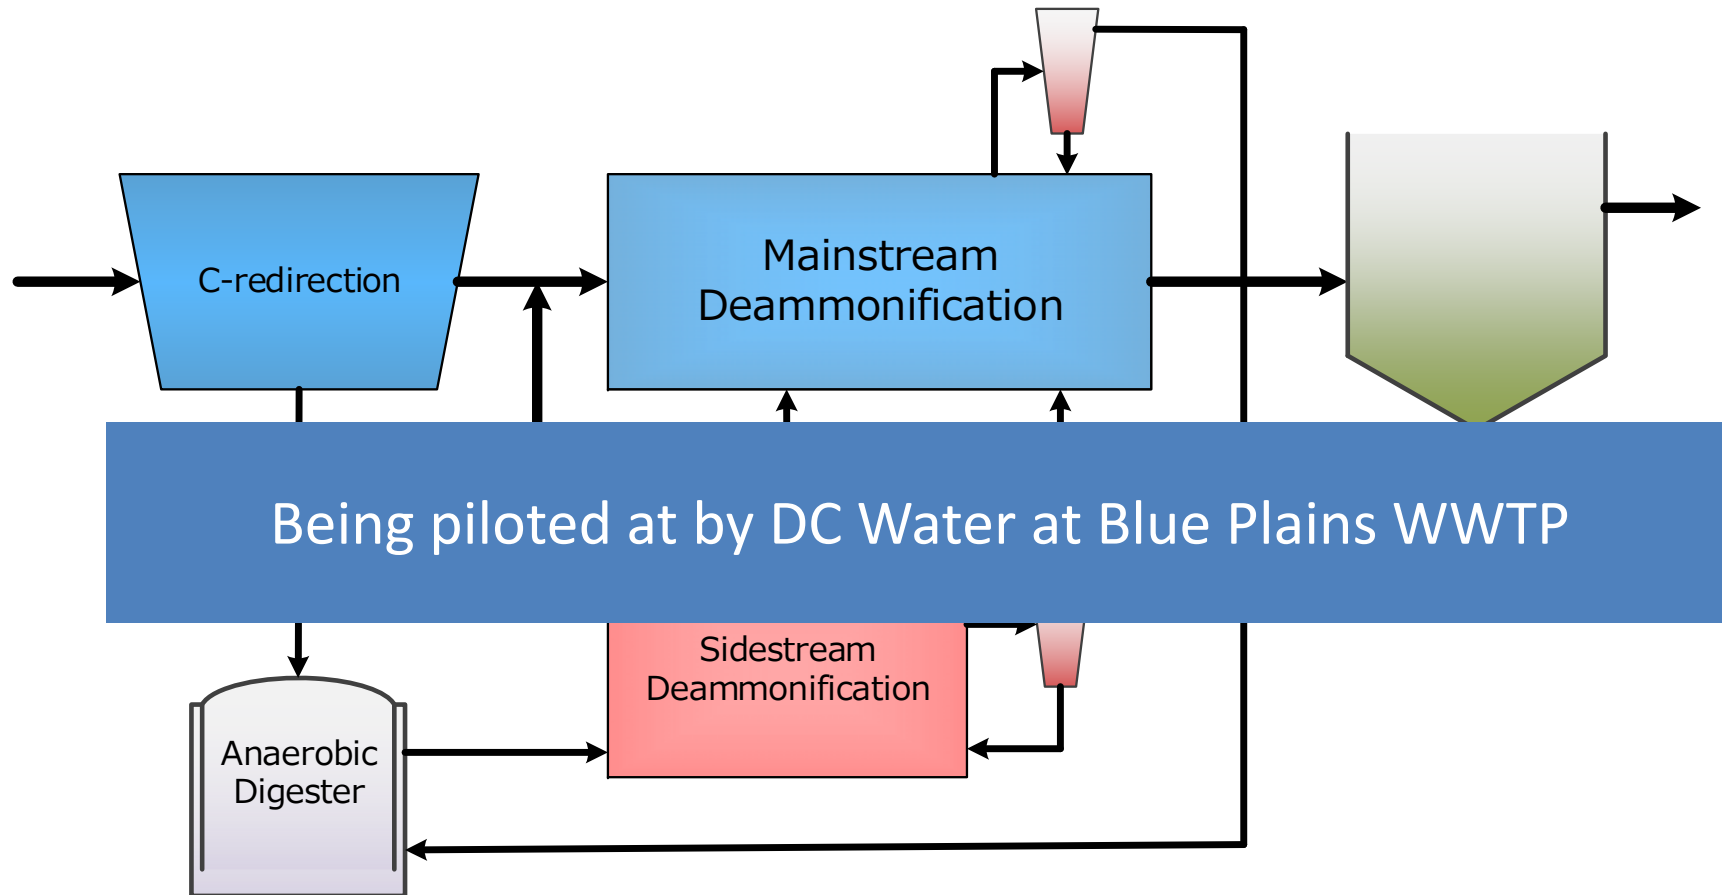 C-redirection
Mainstream
Deammonification
Being piloted at by DC Water at Blue Plains WWTP
Sidestream
Deammonification
Anaerobic
Digester